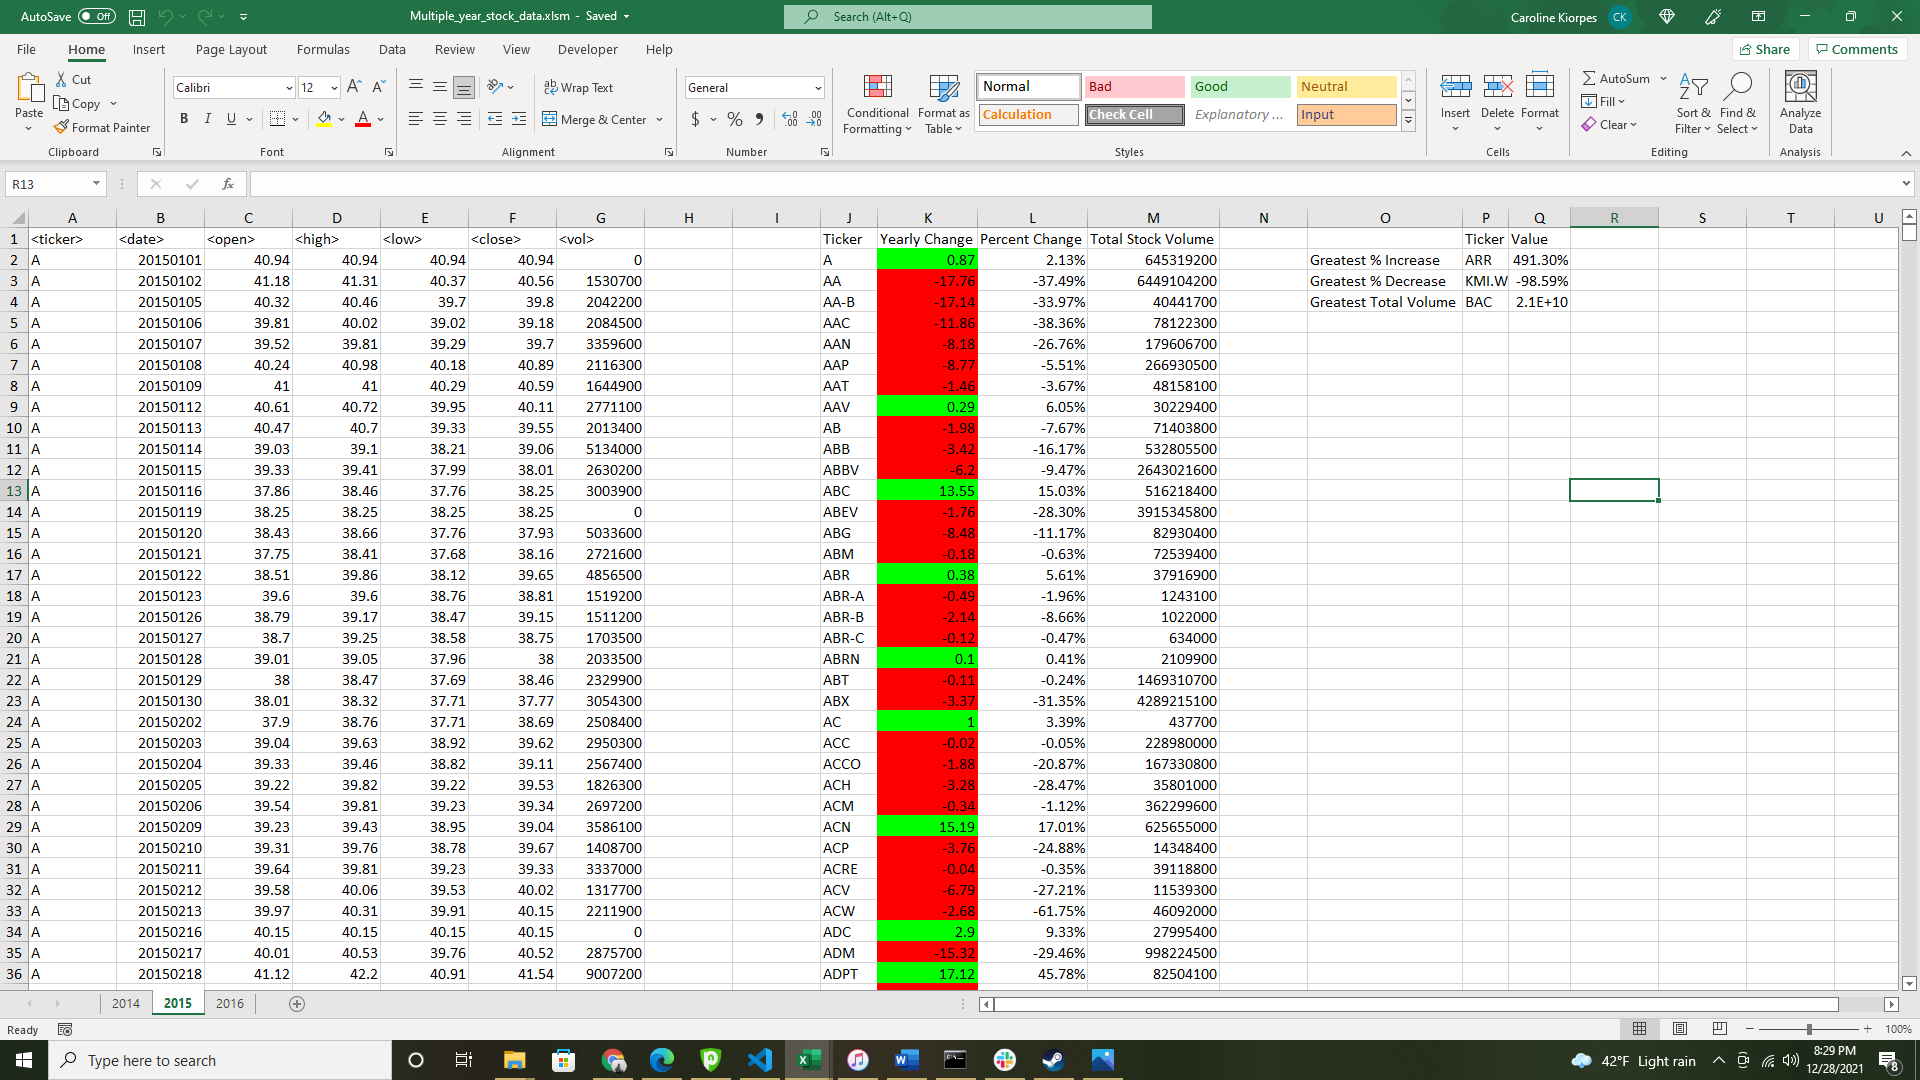 AutoSave Off Multiple_year_stock_data.xlsm - Saved Search (Alt+Q) Caroline Kiorpes CK
File Home Insert Page Layout Formulas Data Review View Developer Help Share Comments
Paste Cut Copy Format Painter
Calibri 12 A A
B I U A
Wrap Text
Merge & Center
General
$ % 9
Conditional Formatting
Format as Table
Normal Bad Good Neutral
Calculation Check Cell Explanatory ... Input
Insert Delete Format
AutoSum Fill Clear
Sort & Filter
Find & Select
Analyze Data
Clipboard Font Alignment Number Styles Cells Editing Analysis
R13 fx
A B C D E F G H I J K L M N O P Q R S T U
1 <ticker> <date> <open> <high> <low> <close> <vol> Ticker Yearly Change Percent Change Total Stock Volume Ticker Value
2 A 20150101 40.94 40.94 40.94 40.94 0 A 0.87 2.13% 645319200 Greatest % Increase ARR 491.30%
3 A 20150102 41.18 41.31 40.37 40.56 1530700 AA -17.76 -37.49% 6449104200 Greatest % Decrease KMI.W -98.59%
4 A 20150105 40.32 40.46 39.7 39.8 2042200 AA-B -17.14 -33.97% 40441700 Greatest Total Volume BAC 2.1E+10
5 A 20150106 39.81 40.02 39.02 39.18 2084500 AAC -11.86 -38.36% 78122300
6 A 20150107 39.52 39.81 39.29 39.7 3359600 AAN -8.18 -26.76% 179606700
7 A 20150108 40.24 40.98 40.18 40.89 2116300 AAP -8.77 -5.51% 266930500
8 A 20150109 41 41 40.29 40.59 1644900 AAT -1.46 -3.67% 48158100
9 A 20150112 40.61 40.72 39.95 40.11 2771100 AAV 0.29 6.05% 30229400
10 A 20150113 40.47 40.7 39.33 39.55 2013400 AB -1.98 -7.67% 71403800
11 A 20150114 39.03 39.1 38.21 39.06 5134000 ABB -3.42 -16.17% 532805500
12 A 20150115 39.33 39.41 37.99 38.01 2630200 ABBV -6.2 -9.47% 2643021600
13 A 20150116 37.86 38.46 37.76 38.25 3003900 ABC 13.55 15.03% 516218400
14 A 20150119 38.25 38.25 38.25 38.25 0 ABEV -1.76 -28.30% 3915345800
15 A 20150120 38.43 38.66 37.76 37.93 5033600 ABG -8.48 -11.17% 82930400
16 A 20150121 37.75 38.41 37.68 38.16 2721600 ABM -0.18 -0.63% 72539400
17 A 20150122 38.51 39.86 38.12 39.65 4856500 ABR 0.38 5.61% 37916900
18 A 20150123 39.6 39.6 38.76 38.81 1519200 ABR-A -0.49 -1.96% 1243100
19 A 20150126 38.79 39.17 38.47 39.15 1511200 ABR-B -2.14 -8.66% 1022000
20 A 20150127 38.7 39.25 38.58 38.75 1703500 ABR-C -0.12 -0.47% 634000
21 A 20150128 39.01 39.05 37.96 38 2033500 ABRN 0.1 0.41% 2109900
22 A 20150129 38 38.47 37.69 38.46 2329900 ABT -0.11 -0.24% 1469310700
23 A 20150130 38.01 38.32 37.71 37.77 3054300 ABX -3.37 -31.35% 4289215100
24 A 20150202 37.9 38.76 37.71 38.69 2508400 AC 1 3.39% 437700
25 A 20150203 39.04 39.63 38.92 39.62 2950300 ACC -0.02 -0.05% 228980000
26 A 20150204 39.33 39.46 38.82 39.11 2567400 ACCO -1.88 -20.87% 167330800
27 A 20150205 39.22 39.82 39.22 39.53 1826300 ACH -3.28 -28.47% 35801000
28 A 20150206 39.54 39.81 39.23 39.34 2697200 ACM -0.34 -1.12% 362299600
29 A 20150209 39.23 39.43 38.95 39.04 3586100 ACN 15.19 17.01% 625655000
30 A 20150210 39.31 39.76 38.78 39.67 1408700 ACP -3.76 -24.88% 14348400
31 A 20150211 39.64 39.81 39.23 39.33 3337000 ACRE -0.04 -0.35% 39118800
32 A 20150212 39.58 40.06 39.53 40.02 1317700 ACV -6.79 -27.21% 11539300
33 A 20150213 39.97 40.31 39.91 40.15 2211900 ACW -2.68 -61.75% 46092000
34 A 20150216 40.15 40.15 40.15 40.15 0 ADC 2.9 9.33% 27995400
35 A 20150217 40.01 40.53 39.76 40.52 2875700 ADM -15.32 -29.46% 998224500
36 A 20150218 41.12 42.2 40.91 41.54 9007200 ADPT 17.12 45.78% 82504100
2014 2015 2016
Ready 100%
Type here to search 42°F Light rain 8:29 PM
12/28/2021 8